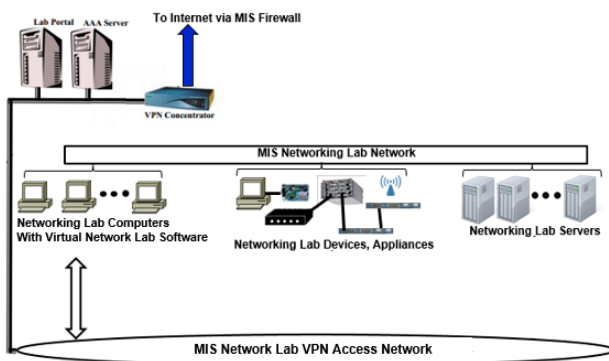 Lab Portal AAA Server
To Internet via MIS Firewall
VPN Concentrator
MIS Networking Lab Network
Networking Lab Computers
With Virtual Network Lab Software
Networking Lab Devices, Appliances
Networking Lab Servers
MIS Network Lab VPN Access Network